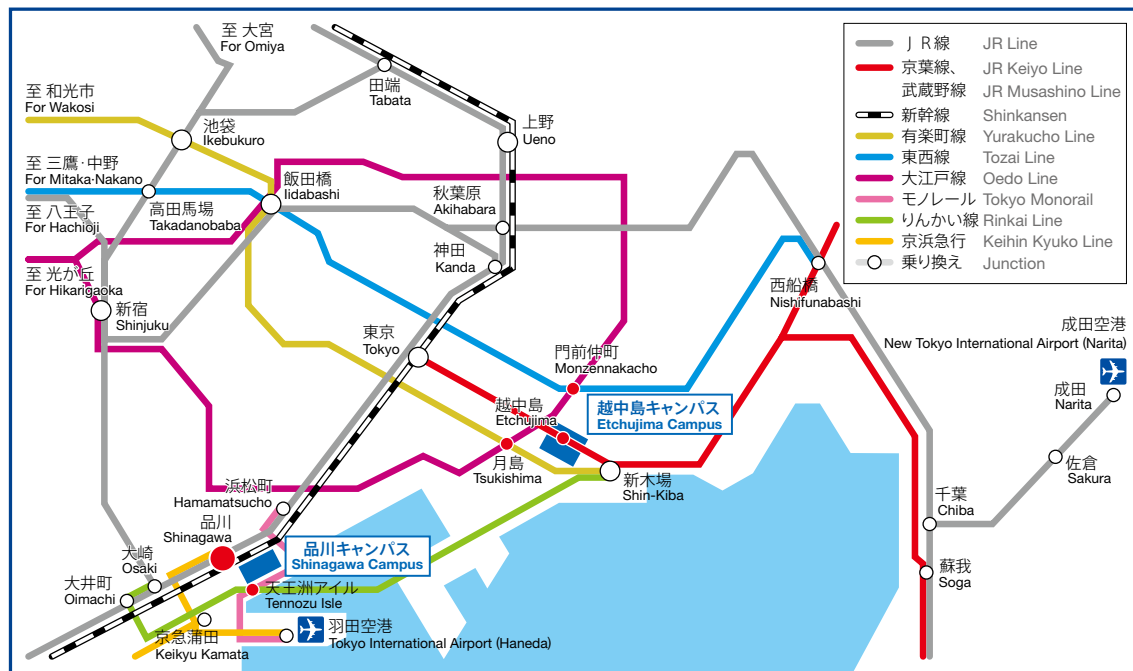 至 大宮
For Omiya
田端
Tabata
至 和光市
For Wakosi
池袋
Ikebukuro
上野
Ueno
至 三鷹・中野
For Mitaka·Nakano
飯田橋
Iidabashi
高田馬場
Takadanobaba
秋葉原
Akihabara
至 八王子
For Hachioji
神田
Kanda
至 光が丘
For Hikarigaoka
新宿
Shinjuku
東京
Tokyo
西船橋
Nishifunabashi
成田空港
New Tokyo International Airport (Narita)
門前仲町
Monzennakacho
成田
Narita
越中島
Etchujima
越中島キャンパス
Etchujima Campus
月島
Tsukishima
新木場
Shin-Kiba
佐倉
Sakura
浜松町
Hamamatsucho
千葉
Chiba
品川
Shinagawa
品川キャンパス
Shinagawa Campus
大崎
Osaki
大井町
Oimachi
天王洲アイル
Tennozu Isle
蘇我
Soga
京急蒲田
Keikyu Kamata
羽田空港
Tokyo International Airport (Haneda)
ＪＲ線 JR Line
京葉線、 JR Keiyo Line
武蔵野線 JR Musashino Line
新幹線 Shinkansen
有楽町線 Yurakucho Line
東西線 Tozai Line
大江戸線 Oedo Line
モノレール Tokyo Monorail
りんかい線 Rinkai Line
京浜急行 Keihin Kyuko Line
乗り換え Junction